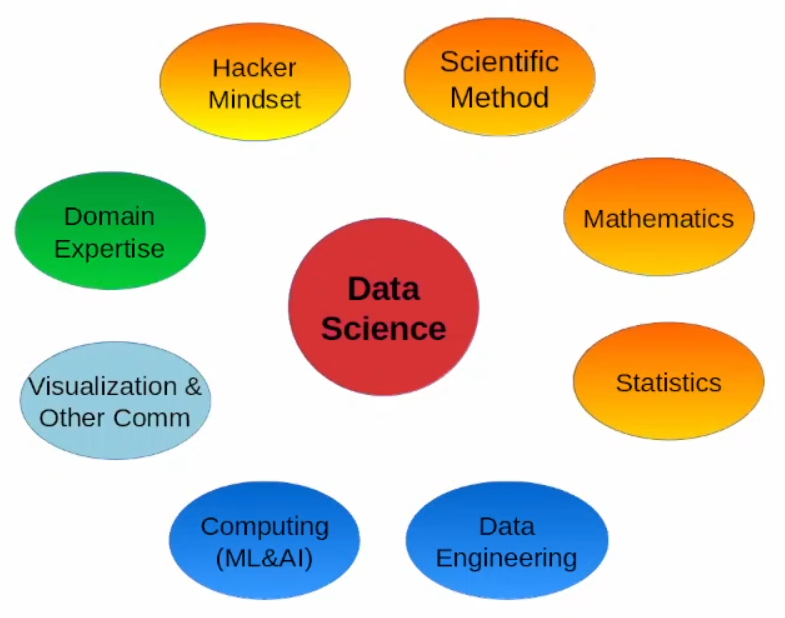 Hacker
Mindset
Scientific
Method
Domain
Expertise
Mathematics
Data
Science
Visualization &
Other Comm
Statistics
Computing
(ML&AI)
Data
Engineering